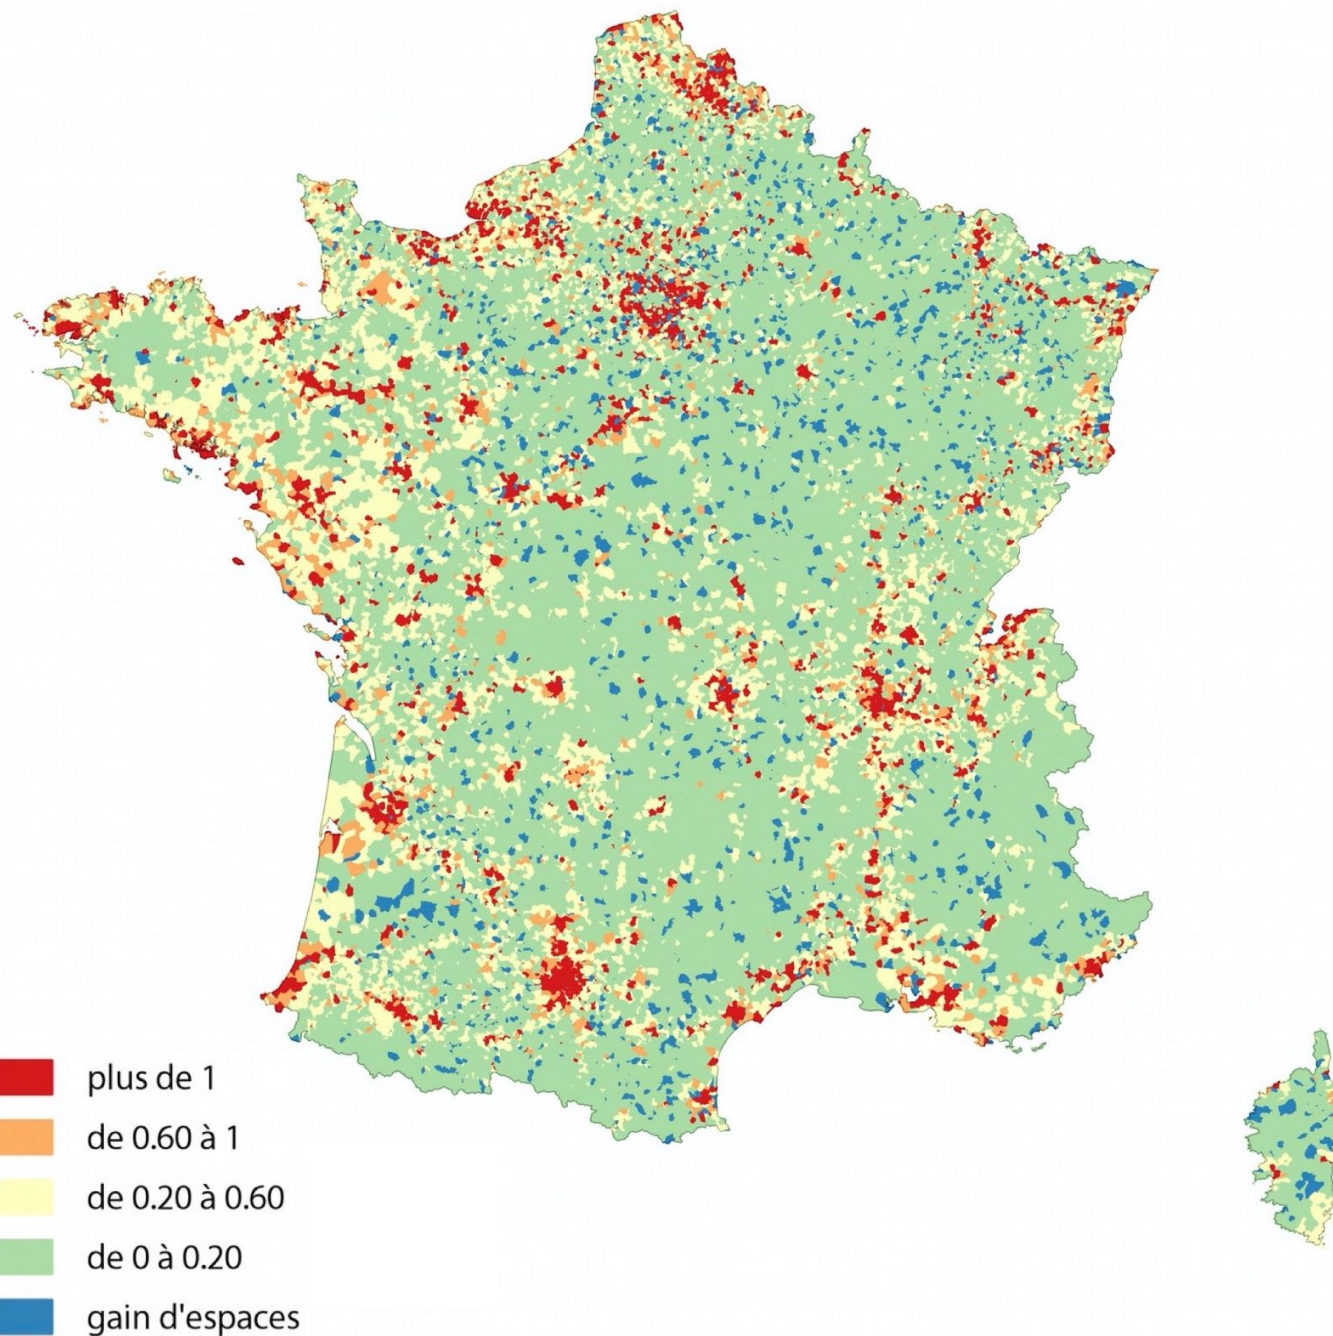 plus de 1
de 0.60 à 1
de 0.20 à 0.60
de 0 à 0.20
gain d'espaces